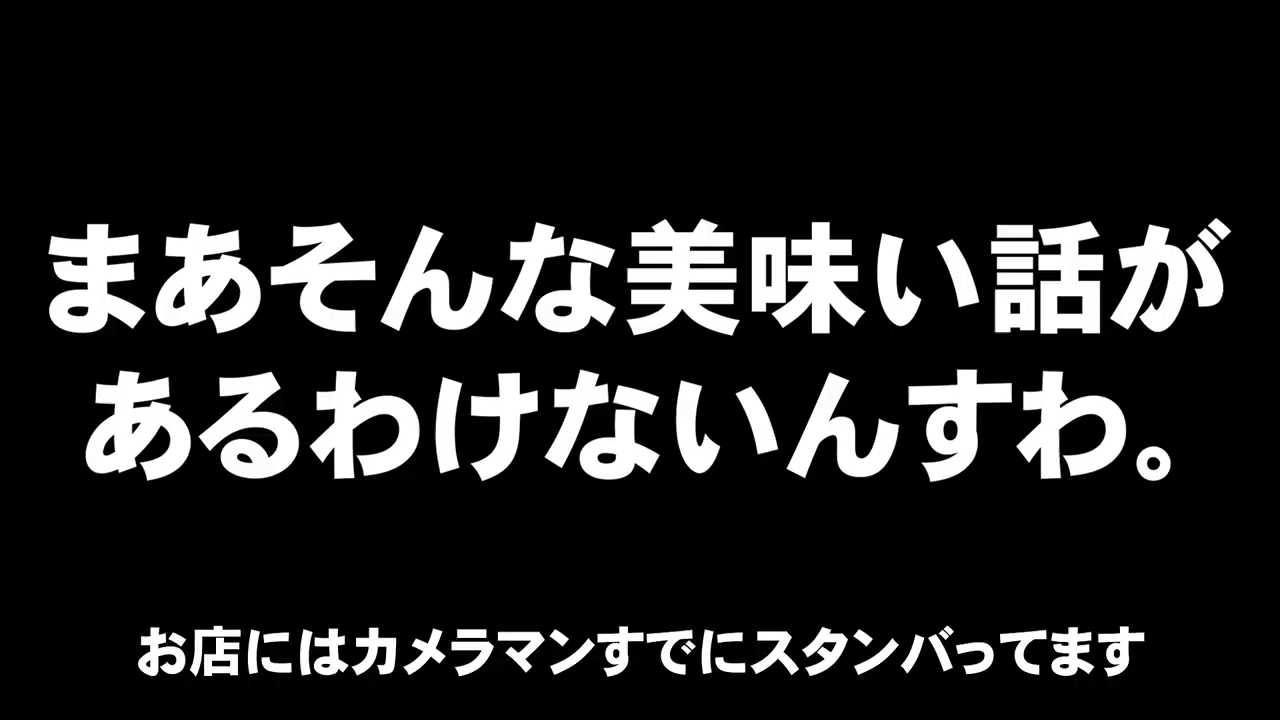 まあそんな美味い話が
あるわけないんすわ。
お店にはカメラマンすでにスタンバってます